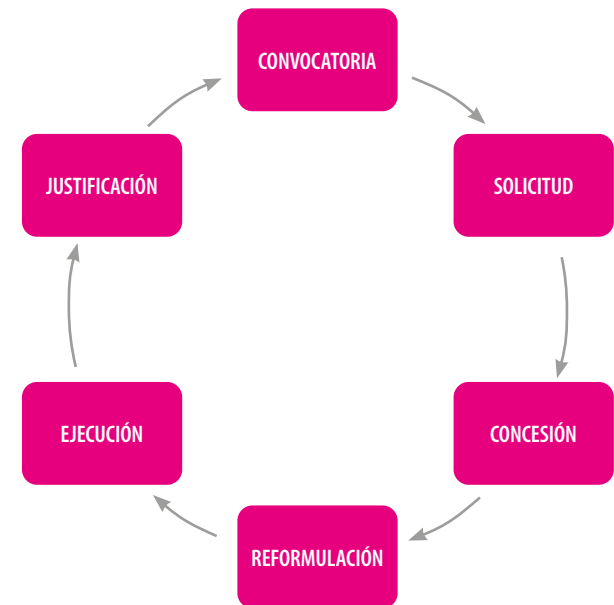 CONVOCATORIA
SOLICITUD
CONCESIÓN
REFORMULACIÓN
EJECUCIÓN
JUSTIFICACIÓN